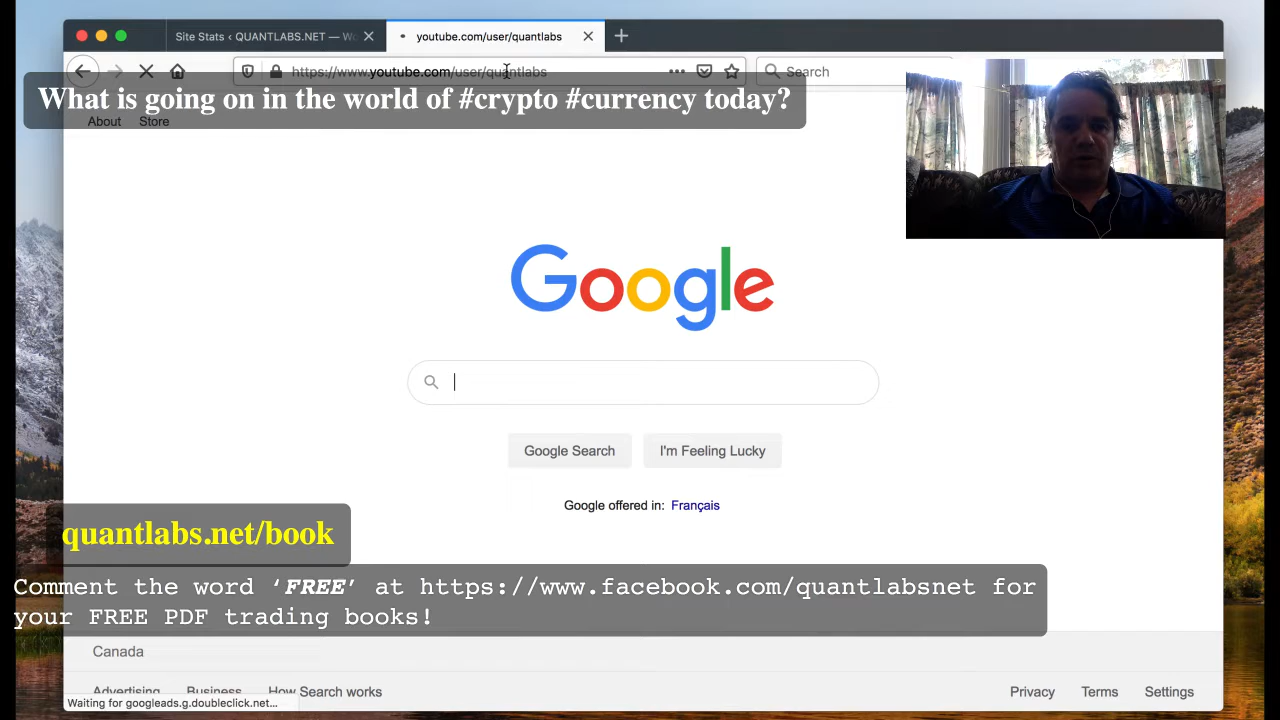 Site Stats ‹ QUANTLABS.NET — W
youtube.com/user/quantlabs
https://www.youtube.com/user/quantlabs
Search
What is going on in the world of #crypto #currency today?
About Store
Google
Google Search
I'm Feeling Lucky
Google offered in: Français
quantlabs.net/book
Comment the word ‘FREE’ at https://www.facebook.com/quantlabsnet for
your FREE PDF trading books!
Canada
Advertising Business How Search works
Privacy Terms Settings
Waiting for googleads.g.doubleclick.net...